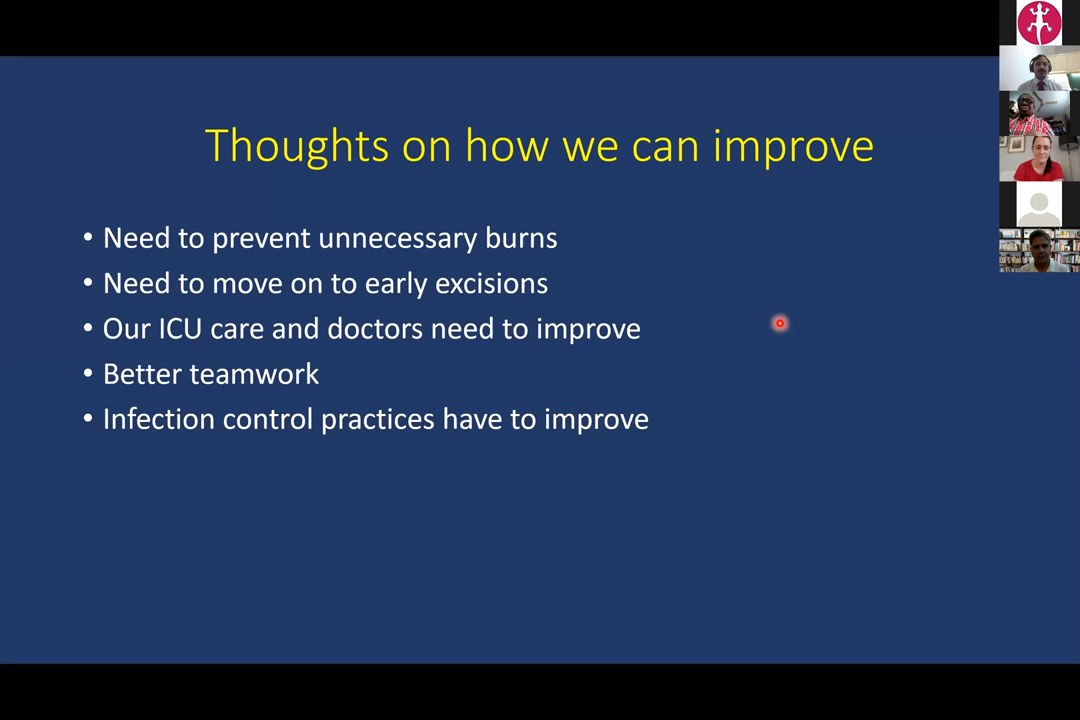 Thoughts on how we can improve
• Need to prevent unnecessary burns
• Need to move on to early excisions
• Our ICU care and doctors need to improve
• Better teamwork
• Infection control practices have to improve